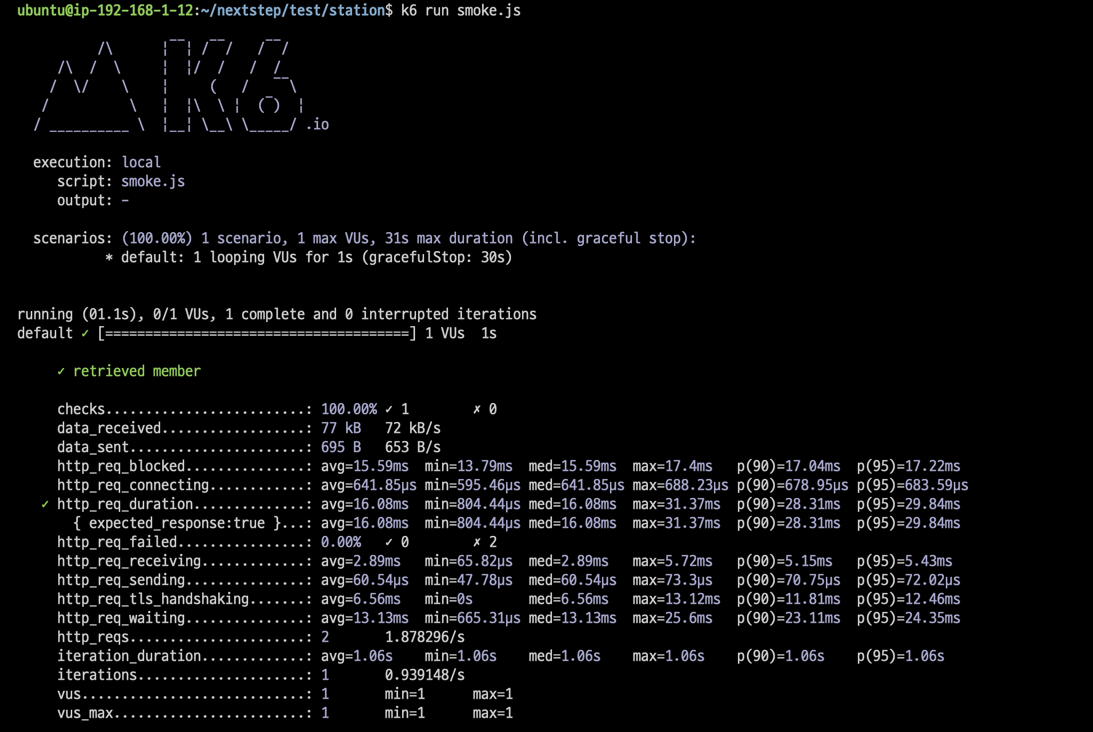 ubuntu@ip-192-168-1-12:~/nextstep/test/station$ k6 run smoke.js
          /\      |‾‾| /‾‾/   /‾‾/
     /\  /  \     |  |/  /   /  /
    /  \/    \    |     (   /   ‾‾\
   /          \   |  |\  \ |  (‾)  |
  / __________ \  |__| \__\ \_____/ .io
execution: local
script: smoke.js
output: -
scenarios: (100.00%) 1 scenario, 1 max VUs, 31s max duration (incl. graceful stop):
* default: 1 looping VUs for 1s (gracefulStop: 30s)
running (01.1s), 0/1 VUs, 1 complete and 0 interrupted iterations
default ✓ [======================================] 1 VUs  1s
✓ retrieved member
checks.........................: 100.00% ✓ 1        ✗ 0
data_received..................: 77 kB   72 kB/s
data_sent......................: 695 B   653 B/s
http_req_blocked...............: avg=15.59ms  min=13.79ms  med=15.59ms  max=17.4ms   p(90)=17.04ms  p(95)=17.22ms
http_req_connecting............: avg=641.85µs min=595.46µs med=641.85µs max=688.23µs p(90)=678.95µs p(95)=683.59µs
✓ http_req_duration..............: avg=16.08ms  min=804.44µs med=16.08ms  max=31.37ms  p(90)=28.31ms  p(95)=29.84ms
{ expected_response:true }...: avg=16.08ms  min=804.44µs med=16.08ms  max=31.37ms  p(90)=28.31ms  p(95)=29.84ms
http_req_failed................: 0.00%   ✓ 0        ✗ 2
http_req_receiving.............: avg=2.89ms   min=65.82µs  med=2.89ms   max=5.72ms   p(90)=5.15ms   p(95)=5.43ms
http_req_sending...............: avg=60.54µs  min=47.78µs  med=60.54µs  max=73.3µs   p(90)=70.75µs  p(95)=72.02µs
http_req_tls_handshaking.......: avg=6.56ms   min=0s       med=6.56ms   max=13.12ms  p(90)=11.81ms  p(95)=12.46ms
http_req_waiting...............: avg=13.13ms  min=665.31µs med=13.13ms  max=25.6ms   p(90)=23.11ms  p(95)=24.35ms
http_reqs......................: 2       1.878296/s
iteration_duration.............: avg=1.06s    min=1.06s    med=1.06s    max=1.06s    p(90)=1.06s    p(95)=1.06s
iterations.....................: 1       0.939148/s
vus............................: 1       min=1      max=1
vus_max........................: 1       min=1      max=1